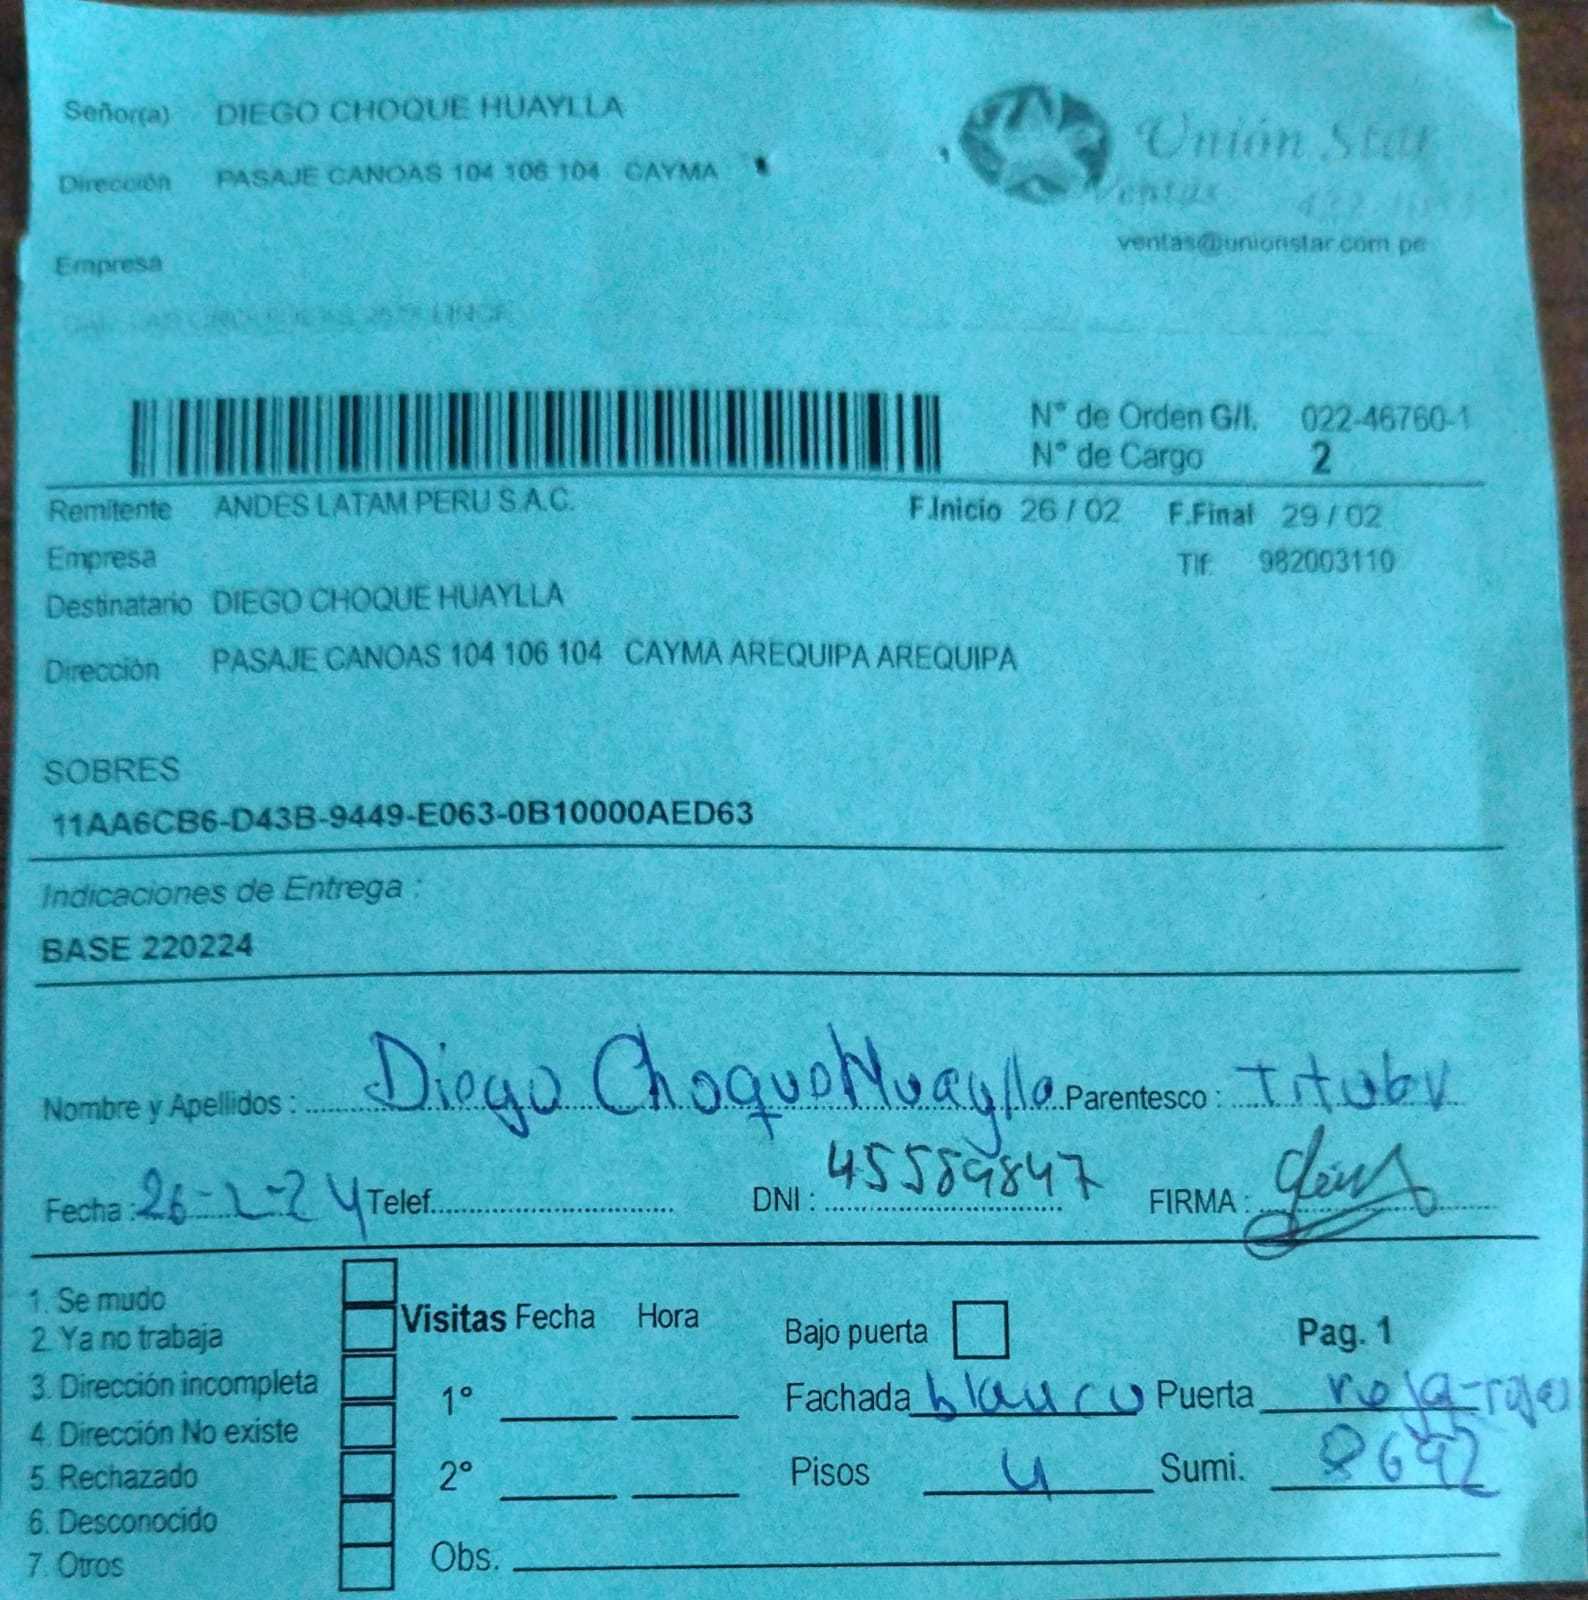 Señor(a) DIEGO CHOQUE HUAYLLA
Dirección PASAJE CANOAS 104 106 104 CAYMA
Unión Star
Ventas
ventas@unionstar.com.pe
Empresa
LINCE
N° de Orden G/I. 022-46760-1
N° de Cargo 2
Remitente ANDES LATAM PERU S.A.C. F.Inicio 26 / 02 F.Final 29 / 02
Empresa Tlf: 982003110
Destinatario DIEGO CHOQUE HUAYLLA
Dirección PASAJE CANOAS 104 106 104 CAYMA AREQUIPA AREQUIPA
SOBRES
11AA6CB6-D43B-9449-E063-0B10000AED63
Indicaciones de Entrega :
BASE 220224
Nombre y Apellidos : Diego Choque Huaylla Parentesco : Titular
Fecha : 26-2-24 Telef. DNI : 45589847 FIRMA :
1. Se mudo
2. Ya no trabaja
3. Dirección incompleta
4. Dirección No existe
5. Rechazado
6. Desconocido
7. Otros
Visitas Fecha Hora
1°
2°
Obs.
Bajo puerta Pag. 1
Fachada blanco Puerta reja-rojas
Pisos 4 Sumi. 8692